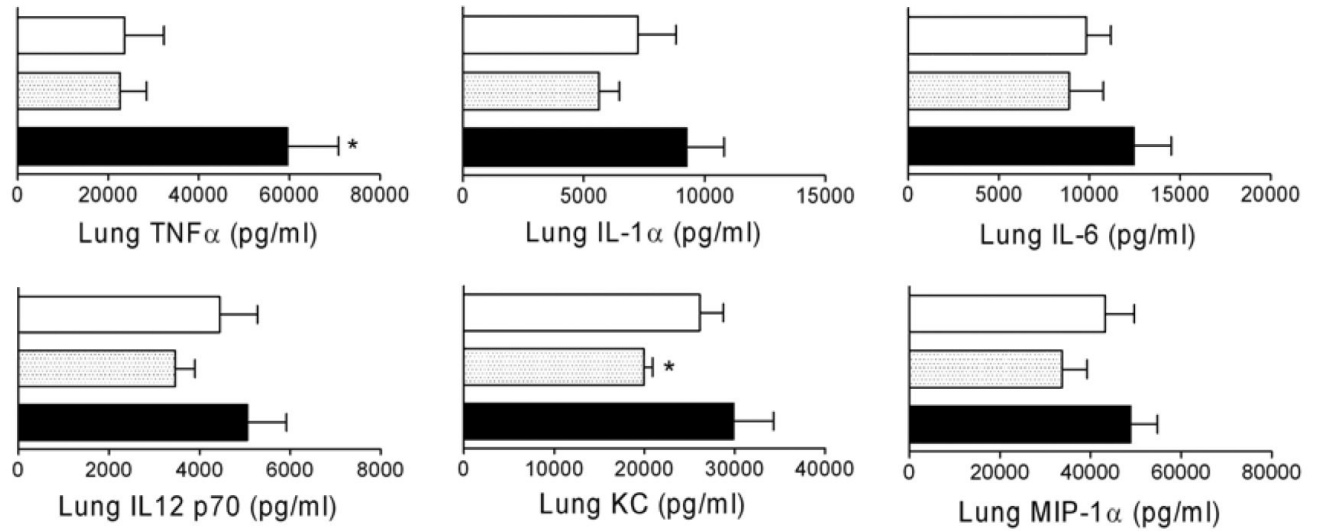 *
0 20000 40000 60000 80000
Lung TNFα (pg/ml)
0 5000 10000 15000
Lung IL-1α (pg/ml)
0 5000 10000 15000 20000
Lung IL-6 (pg/ml)
0 2000 4000 6000 8000
Lung IL12 p70 (pg/ml)
*
0 10000 20000 30000 40000
Lung KC (pg/ml)
0 20000 40000 60000 80000
Lung MIP-1α (pg/ml)